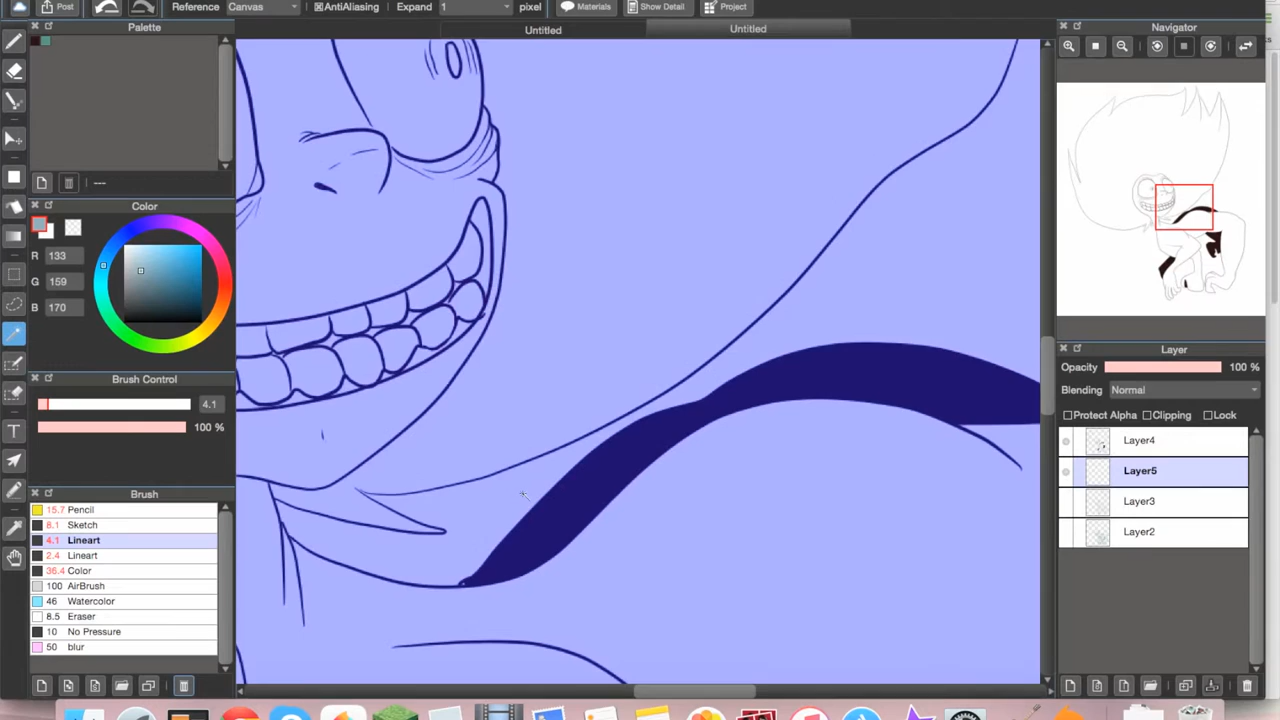 Post Reference Canvas AntiAliasing Expand 1 pixel Materials Show Detail Project
Untitled Untitled
Palette
---
Color
R 133
G 159
B 170
Brush Control
4.1
100 %
Brush
15.7 Pencil
8.1 Sketch
4.1 Lineart
2.4 Lineart
36.4 Color
100 AirBrush
46 Watercolor
8.5 Eraser
10 No Pressure
50 blur
Navigator
Layer
Opacity 100 %
Blending Normal
Protect Alpha Clipping Lock
Layer4
Layer5
Layer3
Layer2